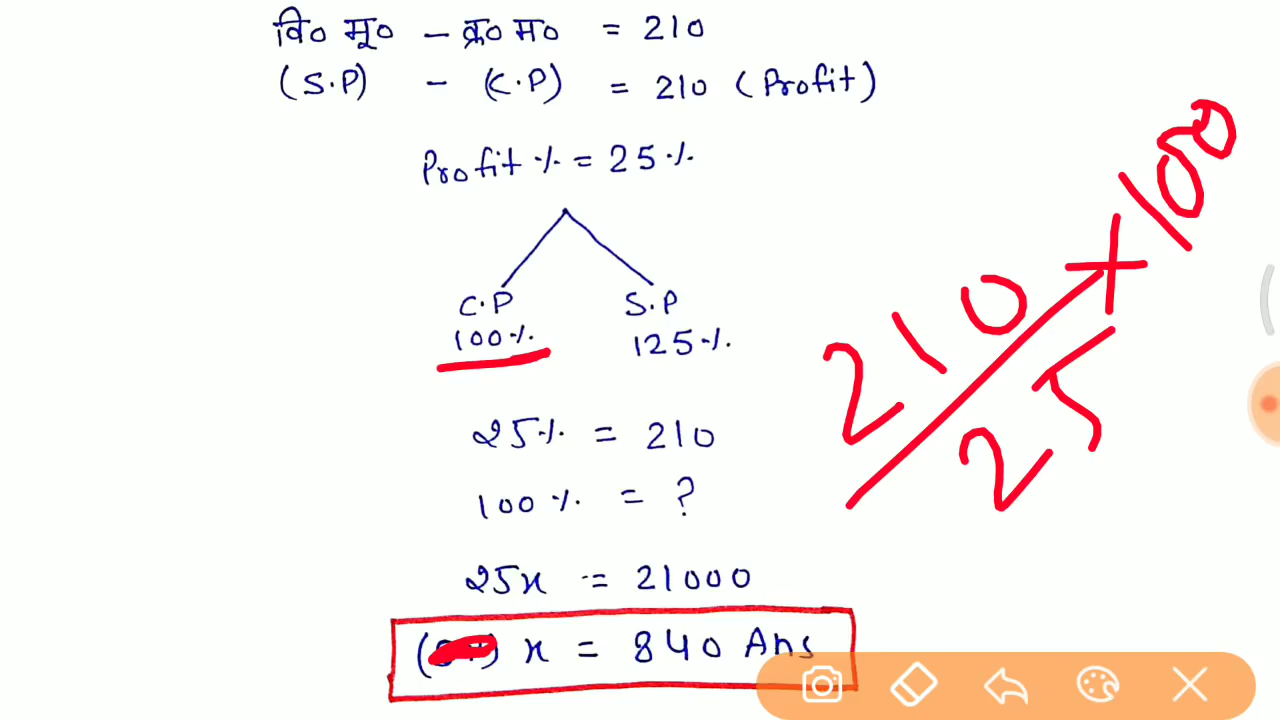 वि० मू० – क्र० म० = 210
(S.P) – (C.P) = 210 (Profit)
Profit % = 25 %
C.P S.P
100 % 125 %
25 % = 210
100 % = ?
25x = 21000
x = 840 Ans
210 × 100
25